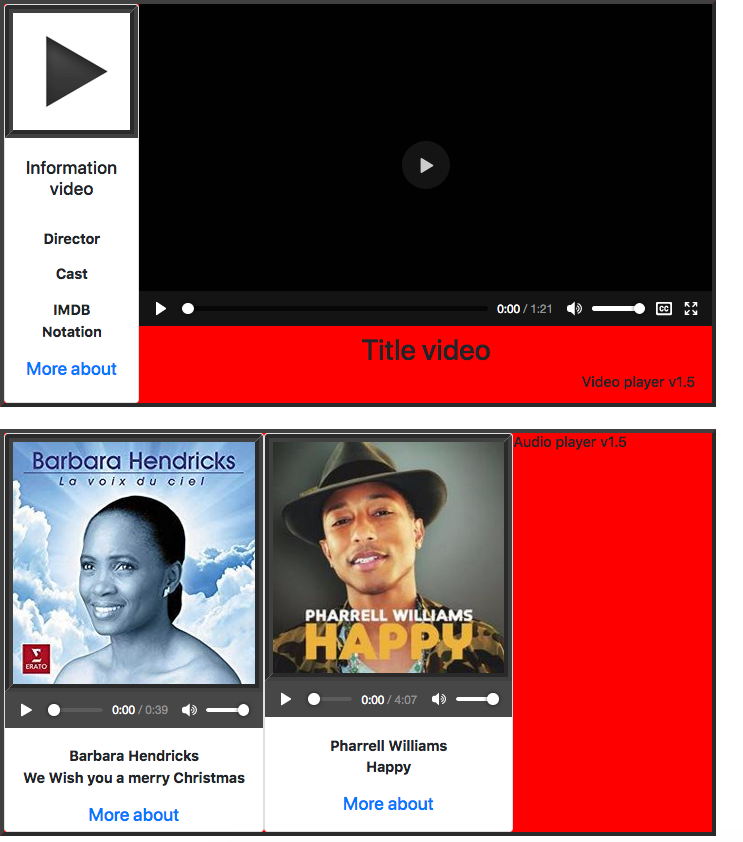 Information
video
Director
Cast
IMDB
Notation
More about
0:00 / 1:21
CC
Title video
Video player v1.5
Barbara Hendricks
La voix du ciel
ERATO
0:00 / 0:39
Barbara Hendricks
We Wish you a merry Christmas
More about
PHARRELL WILLIAMS
HAPPY
0:00 / 4:07
Pharrell Williams
Happy
More about
Audio player v1.5